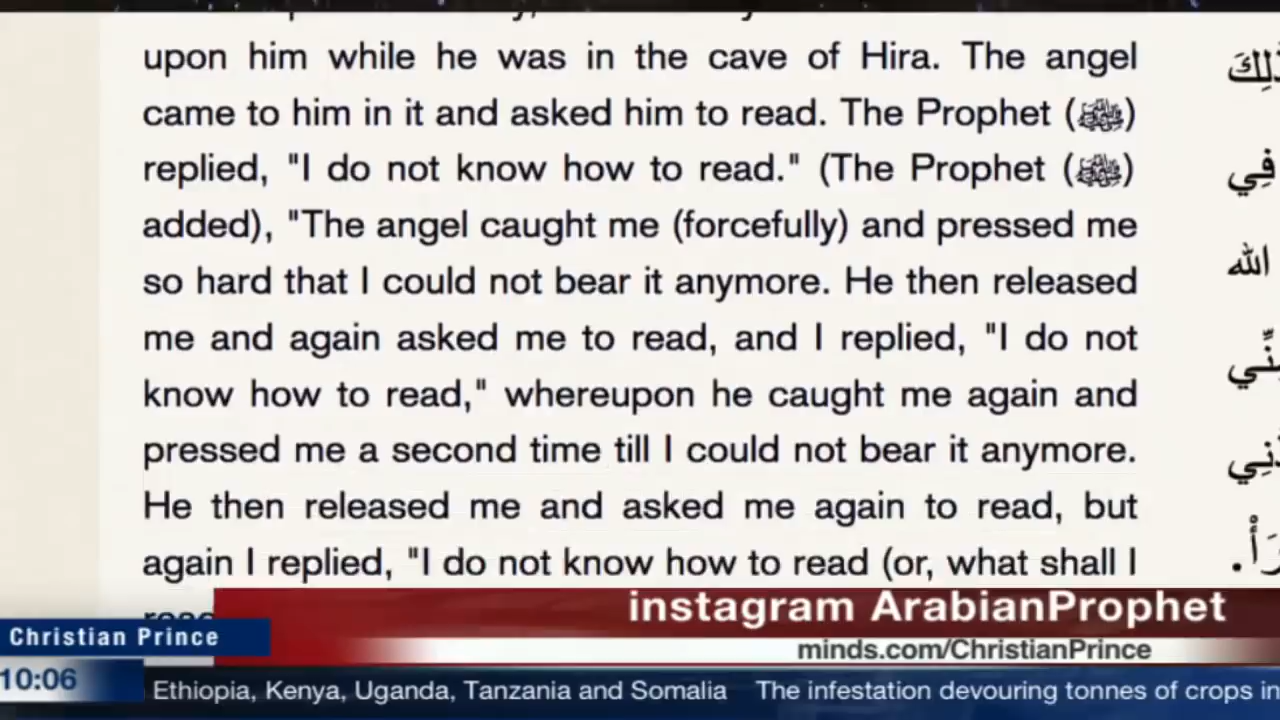 upon him while he was in the cave of Hira. The angel
came to him in it and asked him to read. The Prophet (ﷺ)
replied, "I do not know how to read." (The Prophet (ﷺ)
added), "The angel caught me (forcefully) and pressed me
so hard that I could not bear it anymore. He then released
me and again asked me to read, and I replied, "I do not
know how to read," whereupon he caught me again and
pressed me a second time till I could not bear it anymore.
He then released me and asked me again to read, but
again I replied, "I do not know how to read (or, what shall I
فِي
الله
instagram ArabianProphet
Christian Prince
minds.com/ChristianPrince
10:06
Ethiopia, Kenya, Uganda, Tanzania and Somalia The infestation devouring tonnes of crops in